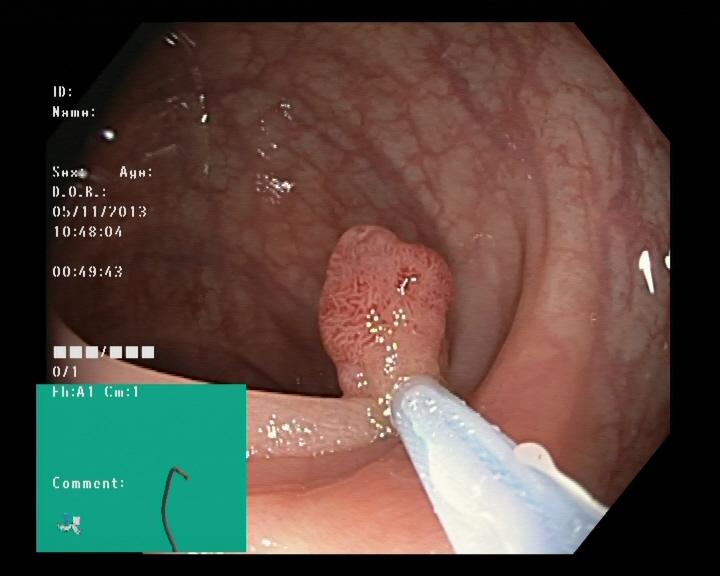 ID:
Name:
Sex: Age:
D.O.B.:
05/11/2013
10:48:04
00:49:43
■■■/■■■
0/1
Eh:A1 Cm:1
Comment: